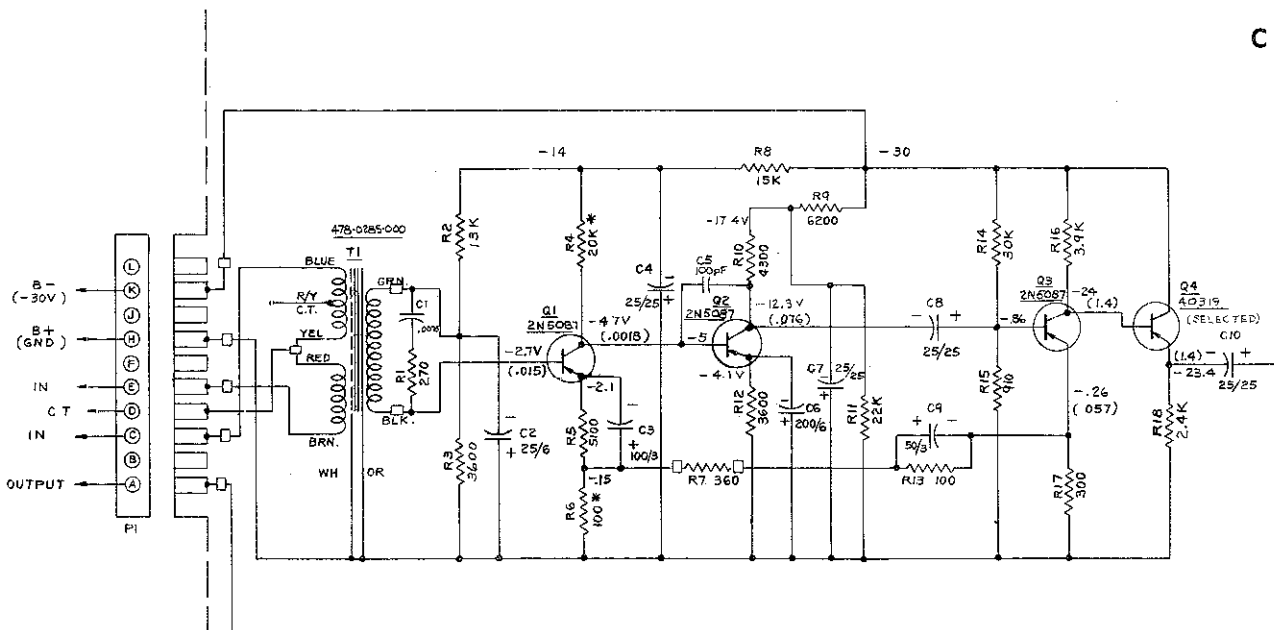 C
-14
R8
15K
-30
R9
6200
-17.4V
478-0285-000
T1
BLUE
R/Y
C.T.
YEL
RED
BRN.
WH
OR
GRN
C1
R1
270
BLK.
R2
13K
R3
3600
C2
25/6
+
-
R4
20K*
Q1
2N5087
-4.7V
(.0018)
-2.7V
(.015)
-2.1
R5
5100
C3
100/3
+
-
-.15
R6
100*
R7 360
C4
25/25
+
-
C5
100pF
R10
4300
Q2
2N5087
-12.3V
(.076)
-5
-4.1V
R12
3600
C6
200/6
+
-
C7
25/25
+
-
R11
22K
C8
- +
25/25
C9
+ -
50/3
R13 100
R14
30K
-.86
R15
910
R16
3.9K
Q3
2N5087
-24
(1.4)
-.26
(.057)
R17
300
Q4
40319
(SELECTED)
C10
(1.4) - +
-23.4
25/25
R18
2.4K
L
K
J
H
F
E
D
C
B
A
B-
(-30V)
B+
(GND)
IN
CT
IN
OUTPUT
P1